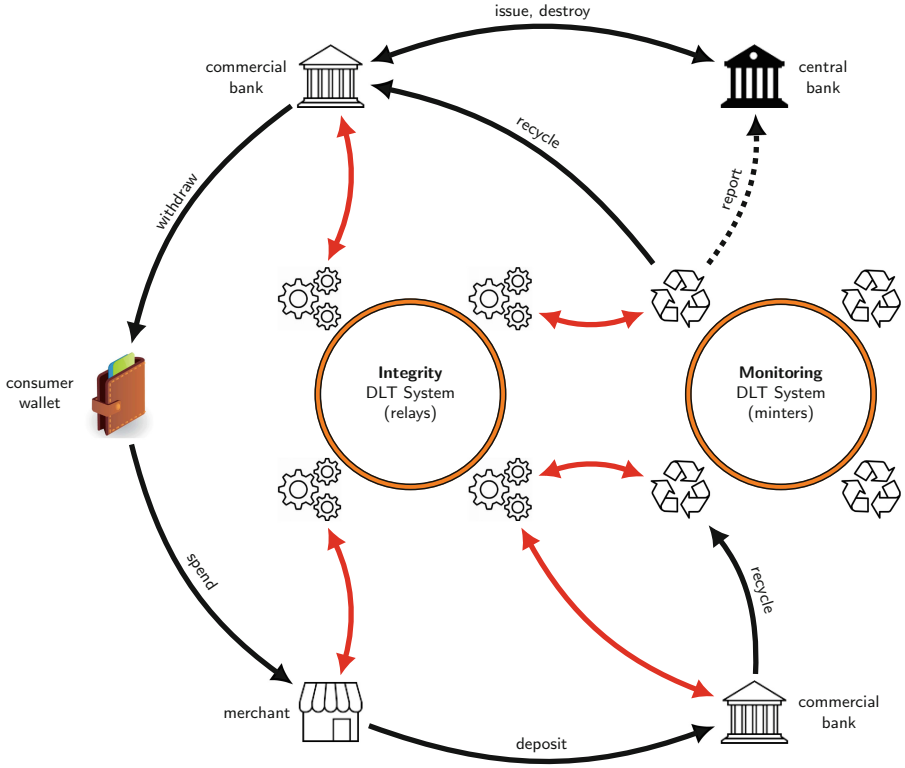 issue, destroy
commercial
bank
central
bank
recycle
withdraw
report
consumer
wallet
Integrity
DLT System
(relays)
Monitoring
DLT System
(minters)
spend
recycle
merchant
commercial
bank
deposit